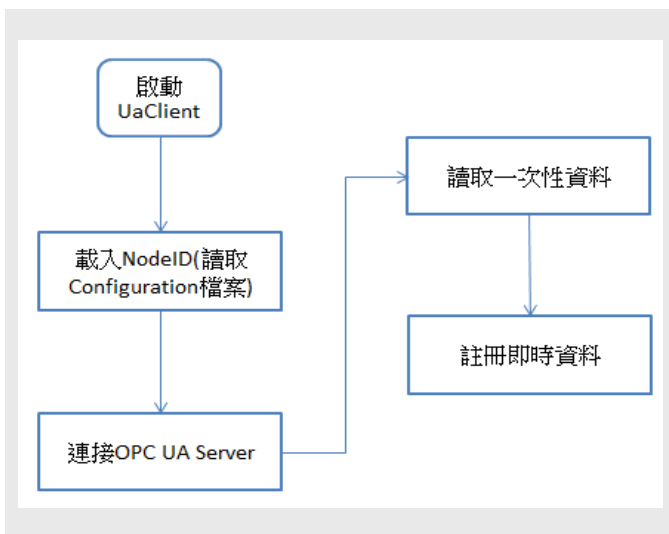 啟動
UaClient
載入NodeID(讀取
Configuration檔案)
連接OPC UA Server
讀取一次性資料
註冊即時資料